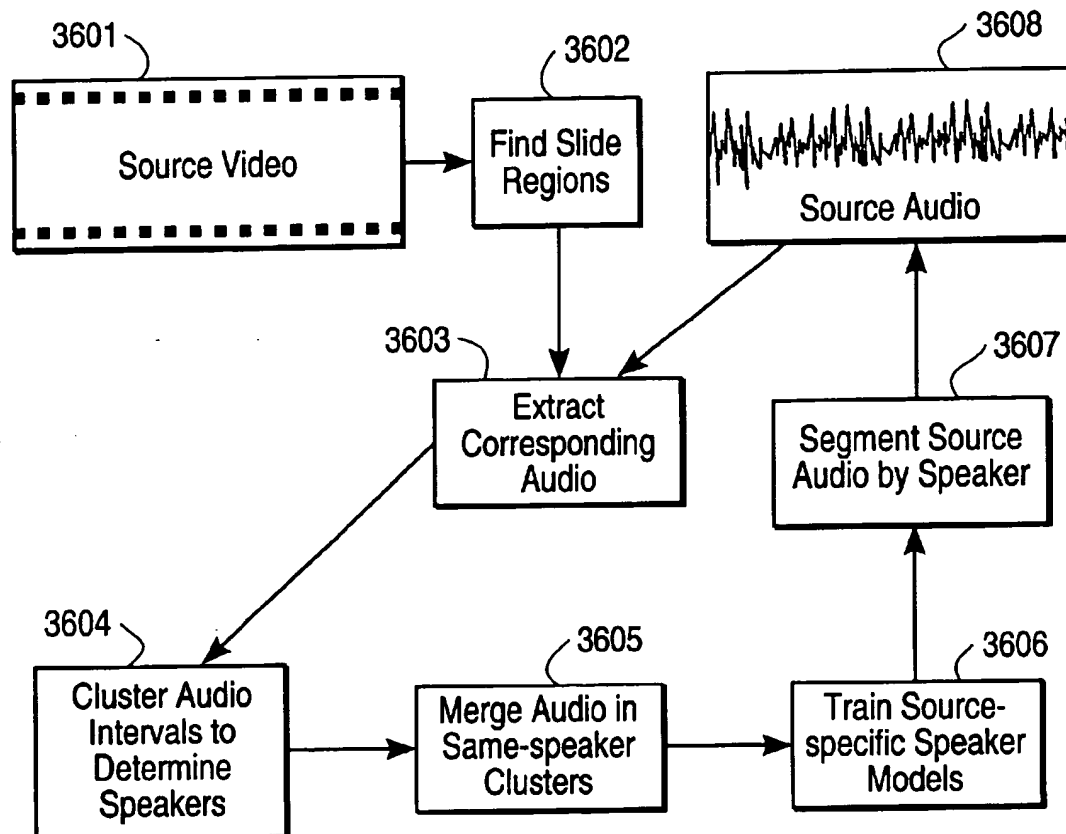 3601
Source Video
3602
Find Slide
Regions
3608
Source Audio
3603
Extract
Corresponding
Audio
3607
Segment Source
Audio by Speaker
3604
Cluster Audio
Intervals to
Determine
Speakers
3605
Merge Audio in
Same-speaker
Clusters
3606
Train Source-
specific Speaker
Models